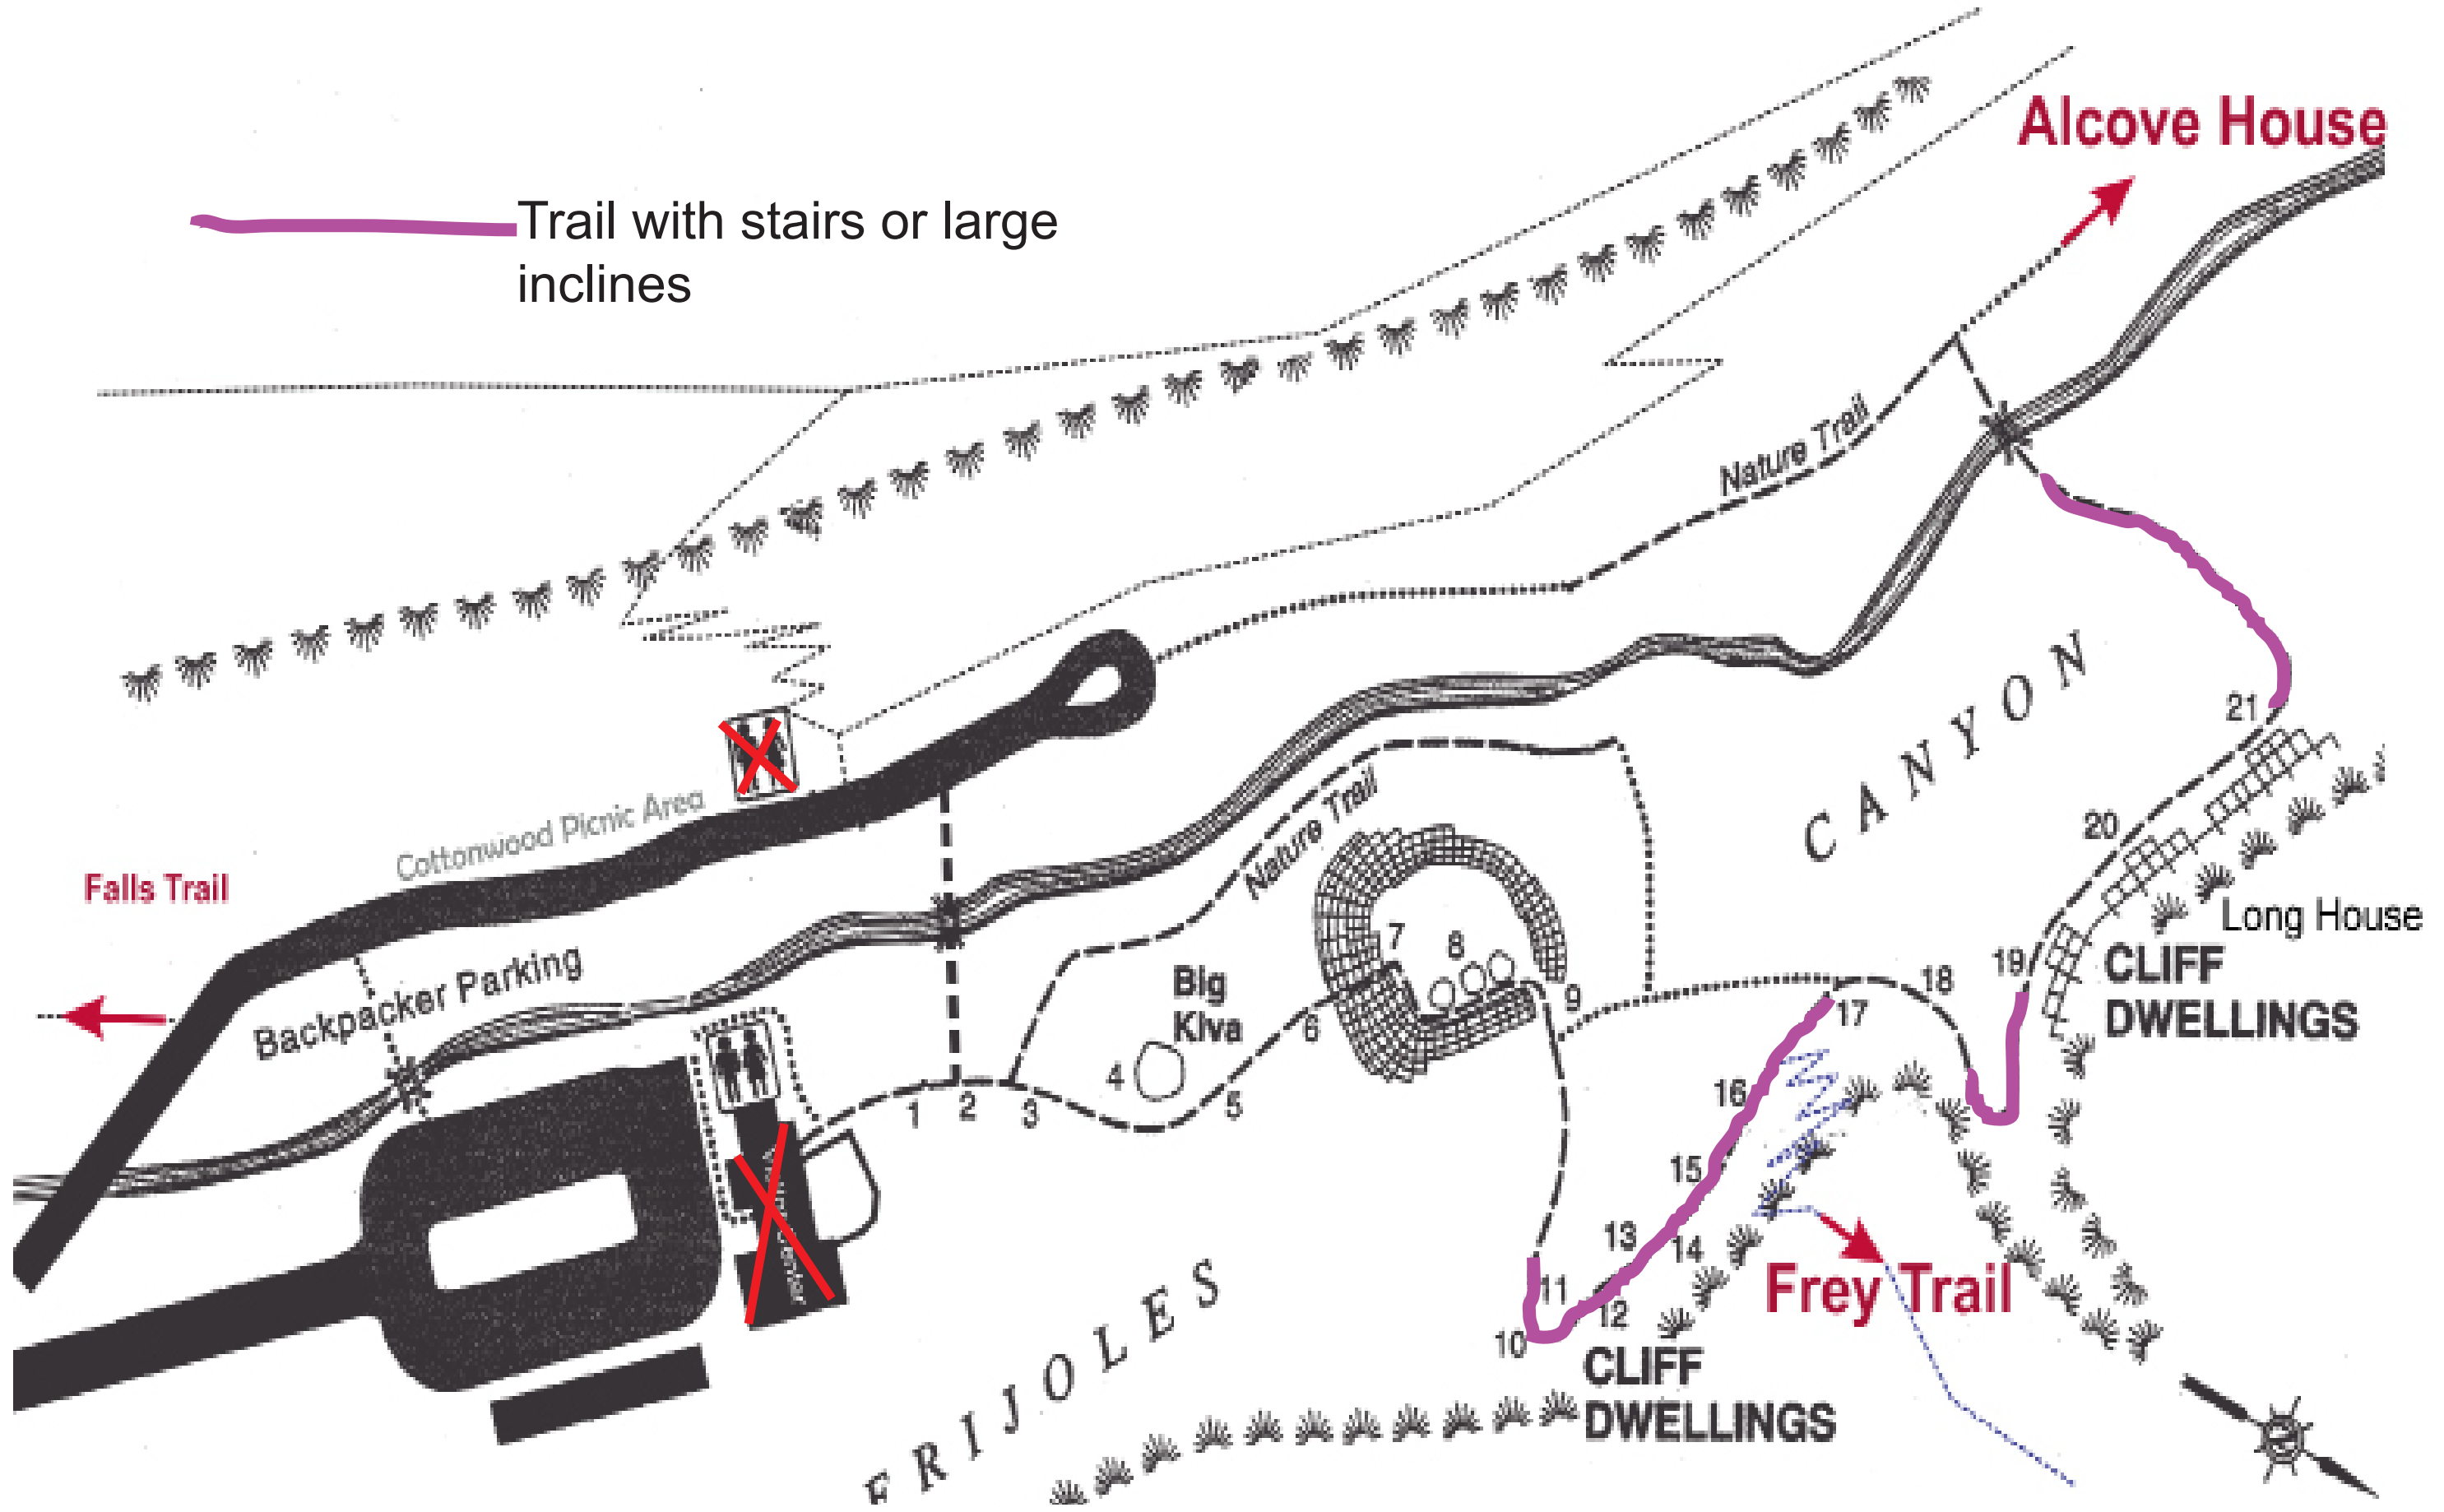 Alcove House
Trail with stairs or large
inclines
Nature Trail
CANYON
21
Cottonwood Picnic Area
20
Nature Trail
Falls Trail
Long House
Backpacker Parking
7
8
Big
Kiva
19
CLIFF
DWELLINGS
18
9
17
6
4
16
1
2
3
5
15
13
14
Frey Trail
11
12
10
CLIFF
DWELLINGS
FRIJOLES